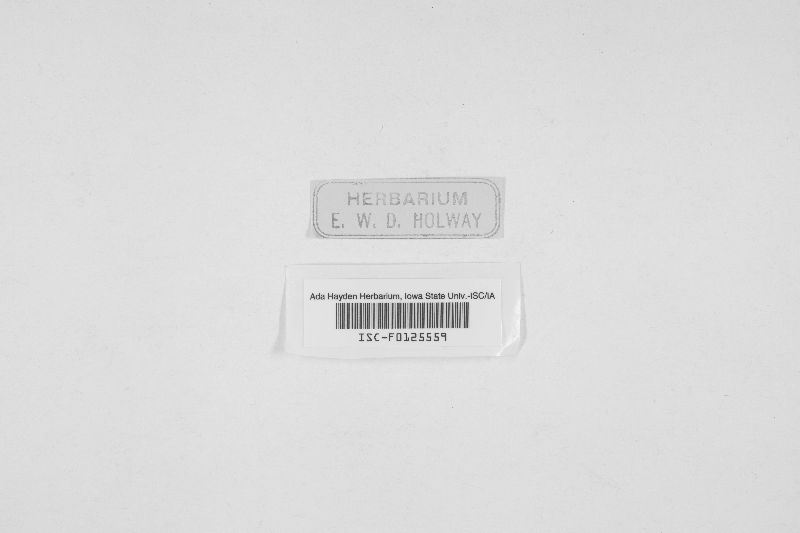 HERBARIUM
E. W. D. HOLWAY
Ada Hayden Herbarium, Iowa State Univ.-ISC/IA
ISC-F0125559